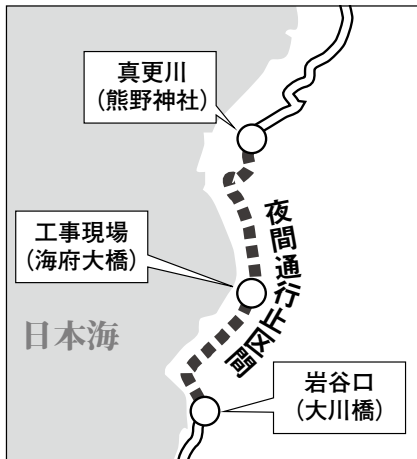 真更川
(熊野神社)
工事現場
(海府大橋)
夜間通行止区間
日本海
岩谷口
(大川橋)